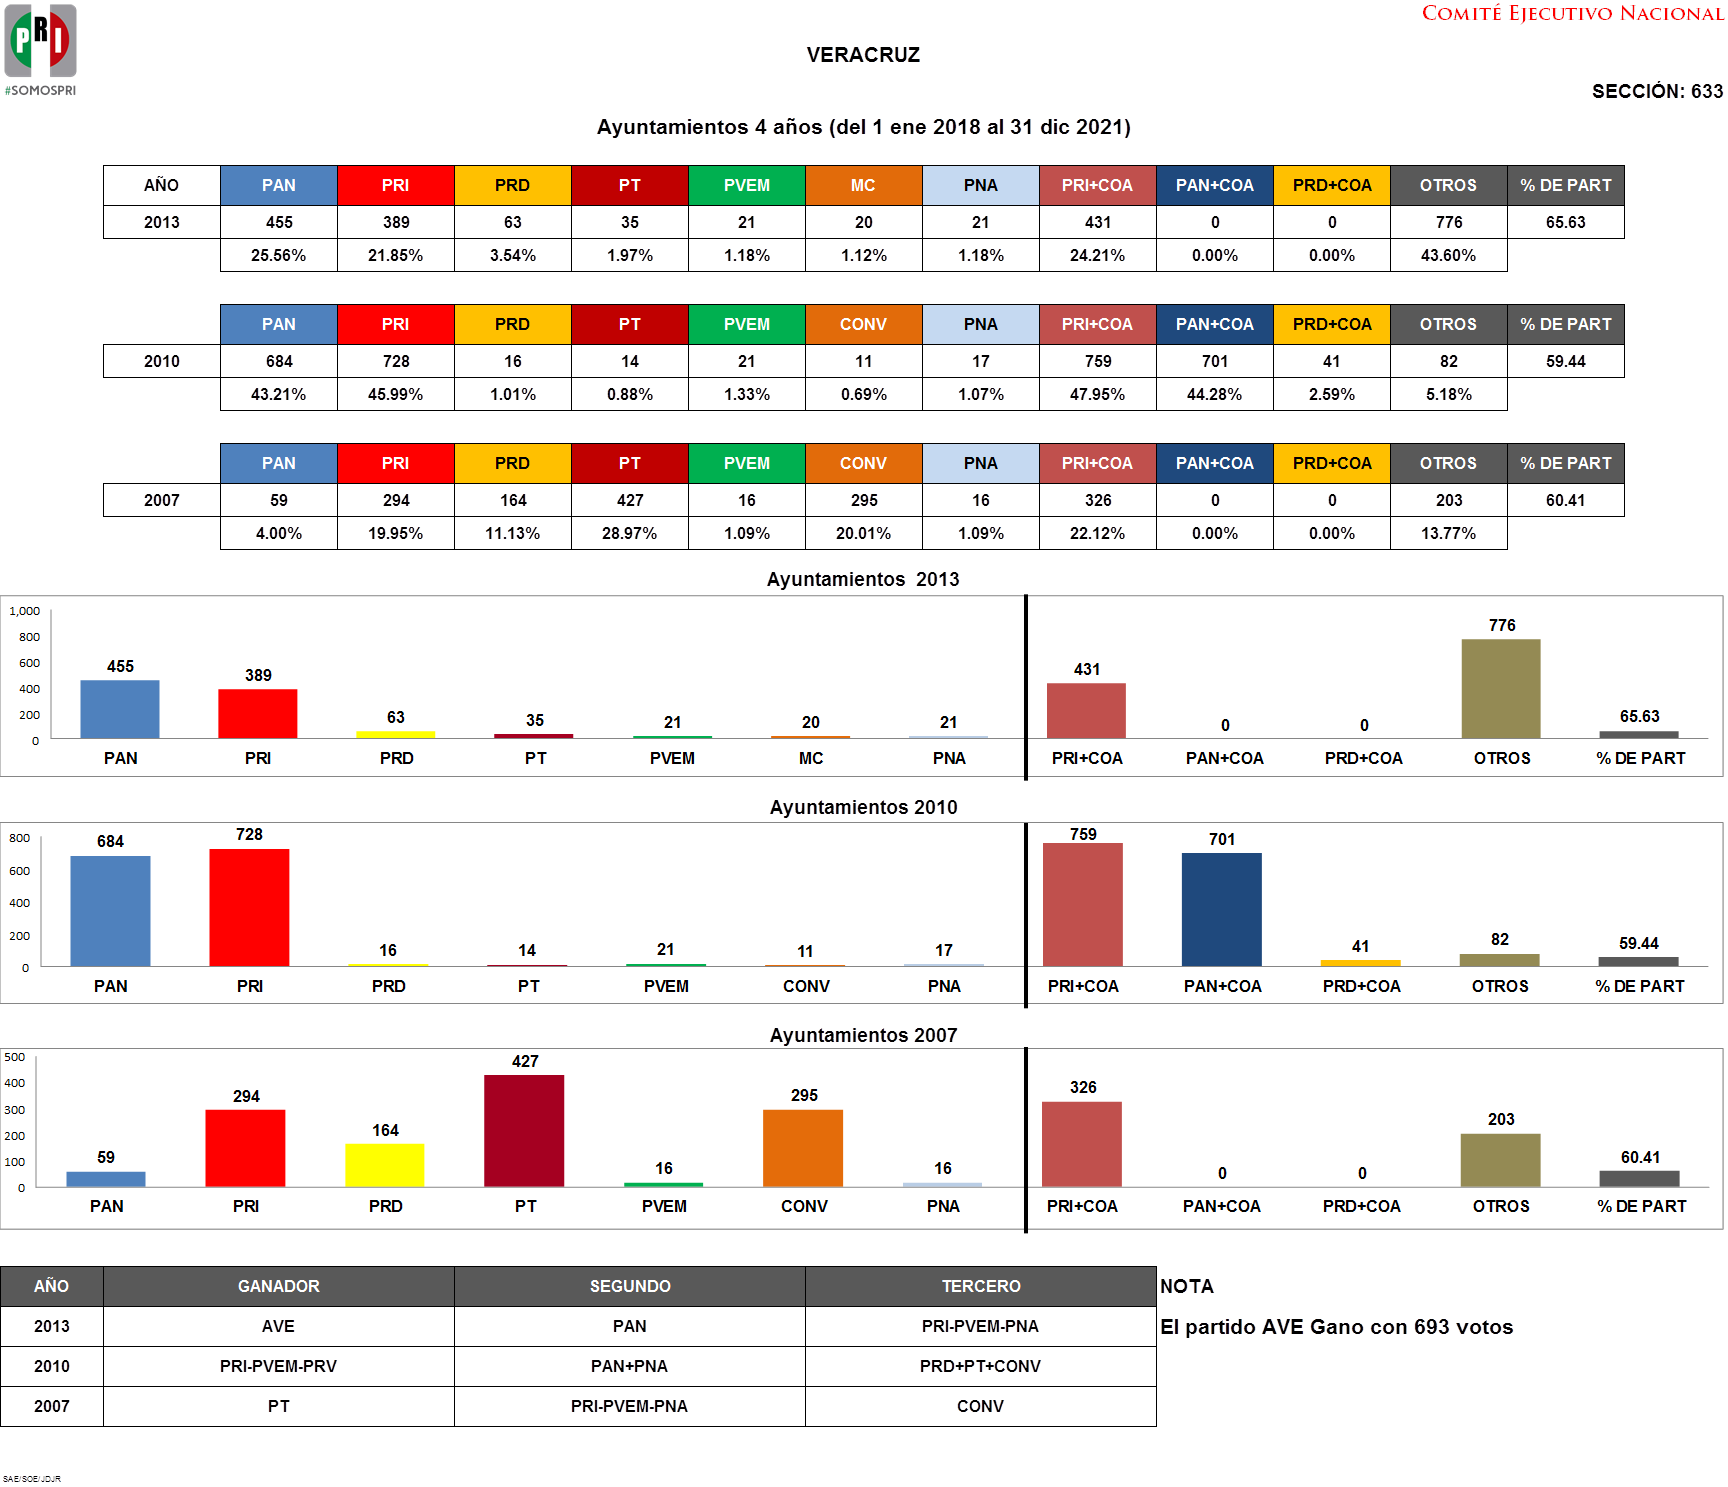 PRI
#SOMOSPRI
COMITÉ EJECUTIVO NACIONAL
VERACRUZ
SECCIÓN: 633
Ayuntamientos 4 años (del 1 ene 2018 al 31 dic 2021)
AÑO PAN PRI PRD PT PVEM MC PNA PRI+COA PAN+COA PRD+COA OTROS % DE PART
2013 455 389 63 35 21 20 21 431 0 0 776 65.63
25.56% 21.85% 3.54% 1.97% 1.18% 1.12% 1.18% 24.21% 0.00% 0.00% 43.60%
PAN PRI PRD PT PVEM CONV PNA PRI+COA PAN+COA PRD+COA OTROS % DE PART
2010 684 728 16 14 21 11 17 759 701 41 82 59.44
43.21% 45.99% 1.01% 0.88% 1.33% 0.69% 1.07% 47.95% 44.28% 2.59% 5.18%
PAN PRI PRD PT PVEM CONV PNA PRI+COA PAN+COA PRD+COA OTROS % DE PART
2007 59 294 164 427 16 295 16 326 0 0 203 60.41
4.00% 19.95% 11.13% 28.97% 1.09% 20.01% 1.09% 22.12% 0.00% 0.00% 13.77%
Ayuntamientos 2013
1,000
800
600
400
200
0
455 389 63 35 21 20 21 431 0 0 776 65.63
PAN PRI PRD PT PVEM MC PNA PRI+COA PAN+COA PRD+COA OTROS % DE PART
Ayuntamientos 2010
800
600
400
200
0
684 728 16 14 21 11 17 759 701 41 82 59.44
PAN PRI PRD PT PVEM CONV PNA PRI+COA PAN+COA PRD+COA OTROS % DE PART
Ayuntamientos 2007
500
400
300
200
100
0
59 294 164 427 16 295 16 326 0 0 203 60.41
PAN PRI PRD PT PVEM CONV PNA PRI+COA PAN+COA PRD+COA OTROS % DE PART
AÑO GANADOR SEGUNDO TERCERO NOTA
2013 AVE PAN PRI-PVEM-PNA El partido AVE Gano con 693 votos
2010 PRI-PVEM-PRV PAN+PNA PRD+PT+CONV
2007 PT PRI-PVEM-PNA CONV
SAE/SOE/JDJR